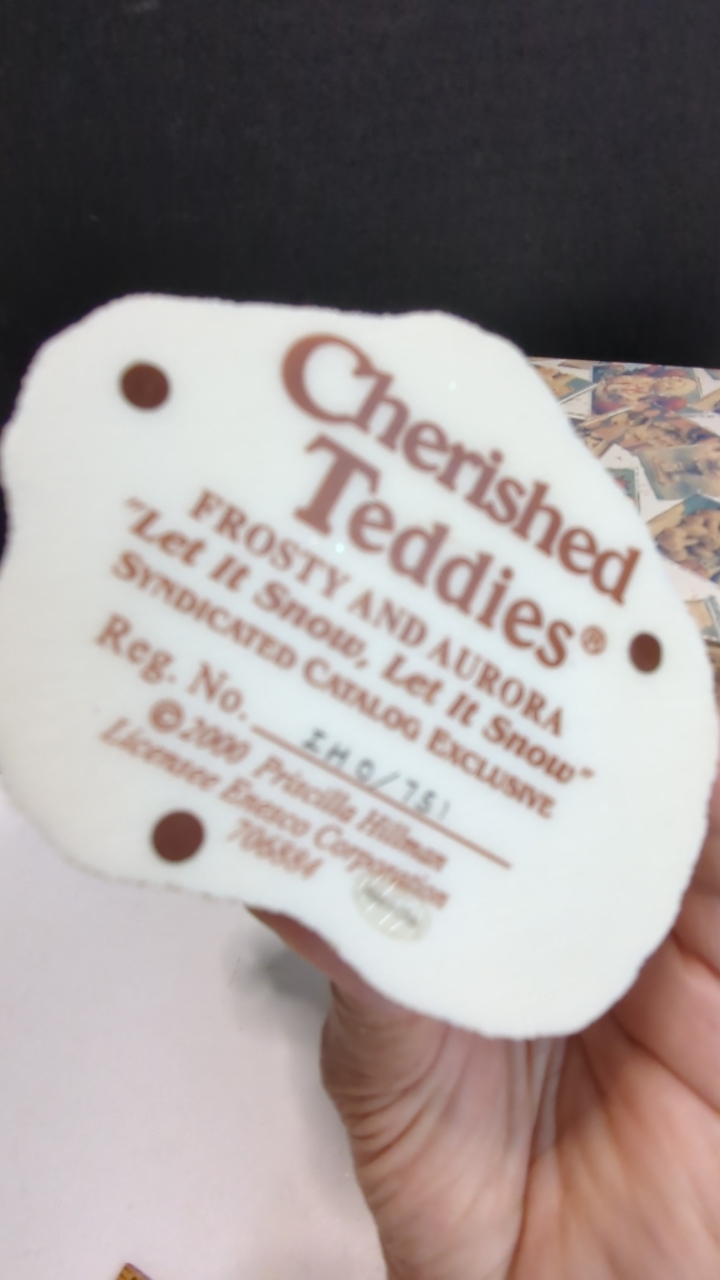 Cherished
Teddies®
FROSTY AND AURORA
"Let It Snow, Let It Snow"
SYNDICATED CATALOG EXCLUSIVE
Reg. No. IH0/751
©2000 Priscilla Hillman
Licensee Enesco Corporation
706884